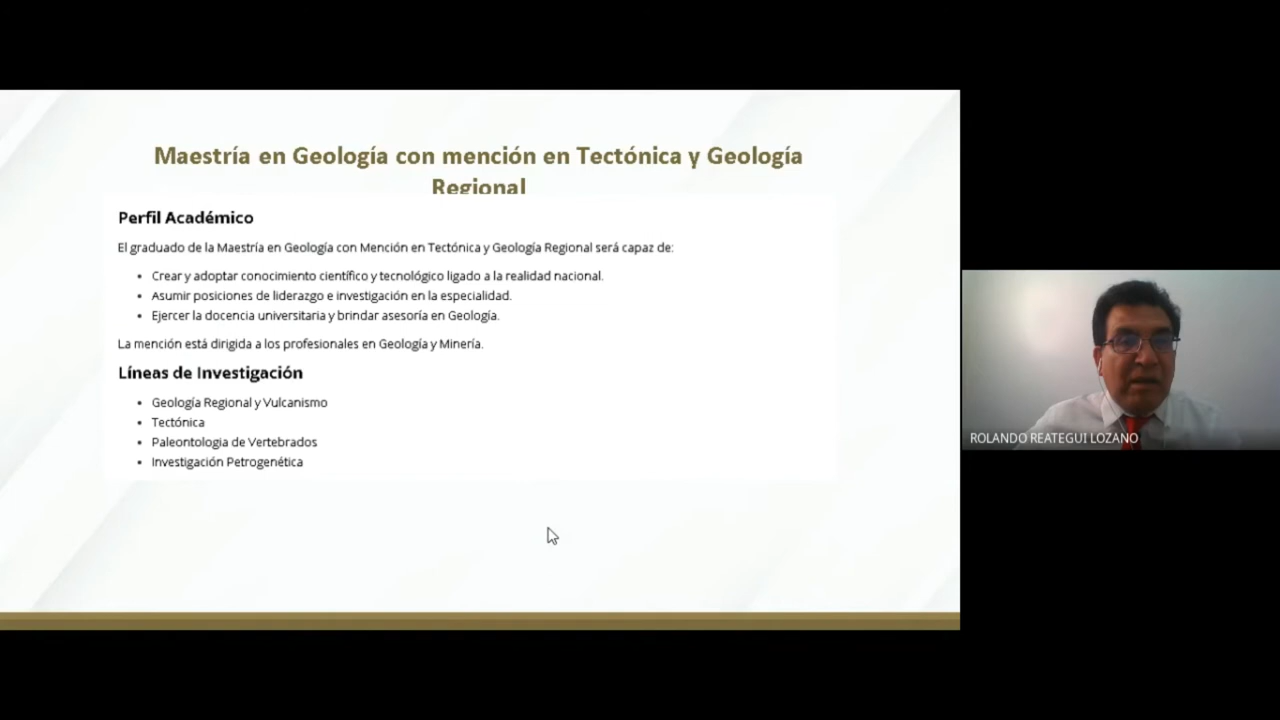 Maestría en Geología con mención en Tectónica y Geología
Regional
Perfil Académico
El graduado de la Maestría en Geología con Mención en Tectónica y Geología Regional será capaz de:
• Crear y adoptar conocimiento científico y tecnológico ligado a la realidad nacional.
• Asumir posiciones de liderazgo e investigación en la especialidad.
• Ejercer la docencia universitaria y brindar asesoría en Geología.
La mención está dirigida a los profesionales en Geología y Minería.
Líneas de Investigación
• Geología Regional y Vulcanismo
• Tectónica
• Paleontologia de Vertebrados
• Investigación Petrogenética
ROLANDO REATEGUI LOZANO